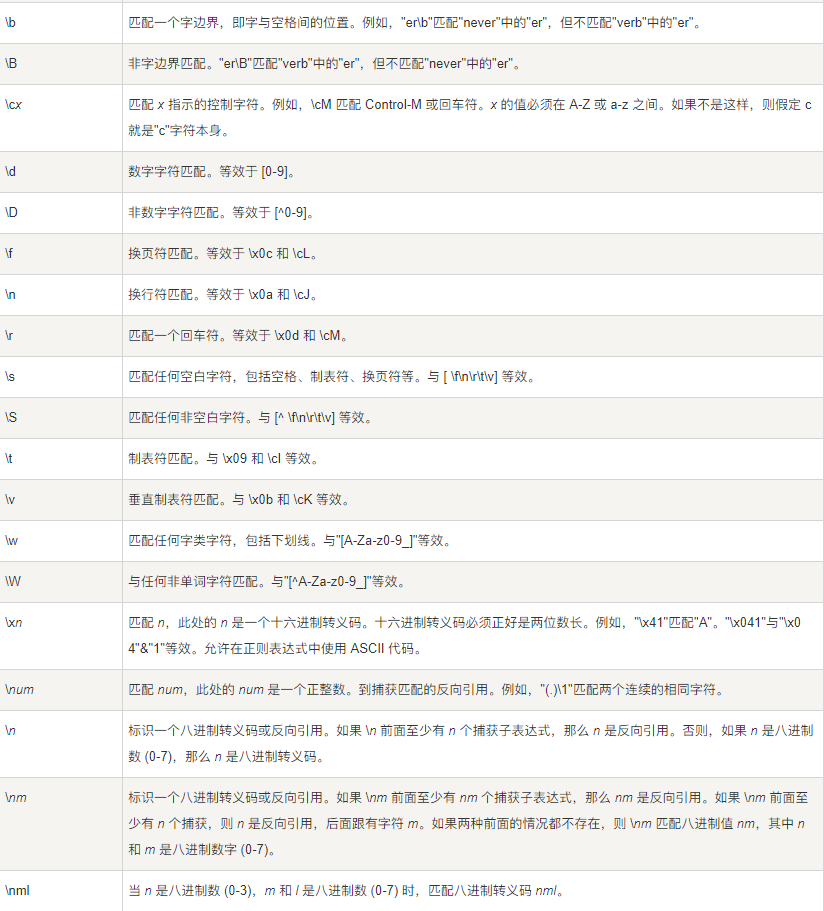 \b 匹配一个字边界，即字与空格间的位置。例如，"er\b"匹配"never"中的"er"，但不匹配"verb"中的"er"。
\B 非字边界匹配。"er\B"匹配"verb"中的"er"，但不匹配"never"中的"er"。
\cx 匹配 x 指示的控制字符。例如，\cM 匹配 Control-M 或回车符。x 的值必须在 A-Z 或 a-z 之间。如果不是这样，则假定 c
就是"c"字符本身。
\d 数字字符匹配。等效于 [0-9]。
\D 非数字字符匹配。等效于 [^0-9]。
\f 换页符匹配。等效于 \x0c 和 \cL。
\n 换行符匹配。等效于 \x0a 和 \cJ。
\r 匹配一个回车符。等效于 \x0d 和 \cM。
\s 匹配任何空白字符，包括空格、制表符、换页符等。与 [ \f\n\r\t\v] 等效。
\S 匹配任何非空白字符。与 [^ \f\n\r\t\v] 等效。
\t 制表符匹配。与 \x09 和 \cI 等效。
\v 垂直制表符匹配。与 \x0b 和 \cK 等效。
\w 匹配任何字类字符，包括下划线。与"[A-Za-z0-9_]"等效。
\W 与任何非单词字符匹配。与"[^A-Za-z0-9_]"等效。
\xn 匹配 n，此处的 n 是一个十六进制转义码。十六进制转义码必须正好是两位数长。例如，"\x41"匹配"A"。"\x041"与"\x0
4"&"1"等效。允许在正则表达式中使用 ASCII 代码。
\num 匹配 num，此处的 num 是一个正整数。到捕获匹配的反向引用。例如，"(.)\1"匹配两个连续的相同字符。
\n 标识一个八进制转义码或反向引用。如果 \n 前面至少有 n 个捕获子表达式，那么 n 是反向引用。否则，如果 n 是八进制
数 (0-7)，那么 n 是八进制转义码。
\nm 标识一个八进制转义码或反向引用。如果 \nm 前面至少有 nm 个捕获子表达式，那么 nm 是反向引用。如果 \nm 前面至
少有 n 个捕获，则 n 是反向引用，后面跟有字符 m。如果两种前面的情况都不存在，则 \nm 匹配八进制值 nm，其中 n
和 m 是八进制数字 (0-7)。
\nml 当 n 是八进制数 (0-3)，m 和 l 是八进制数 (0-7) 时，匹配八进制转义码 nml。